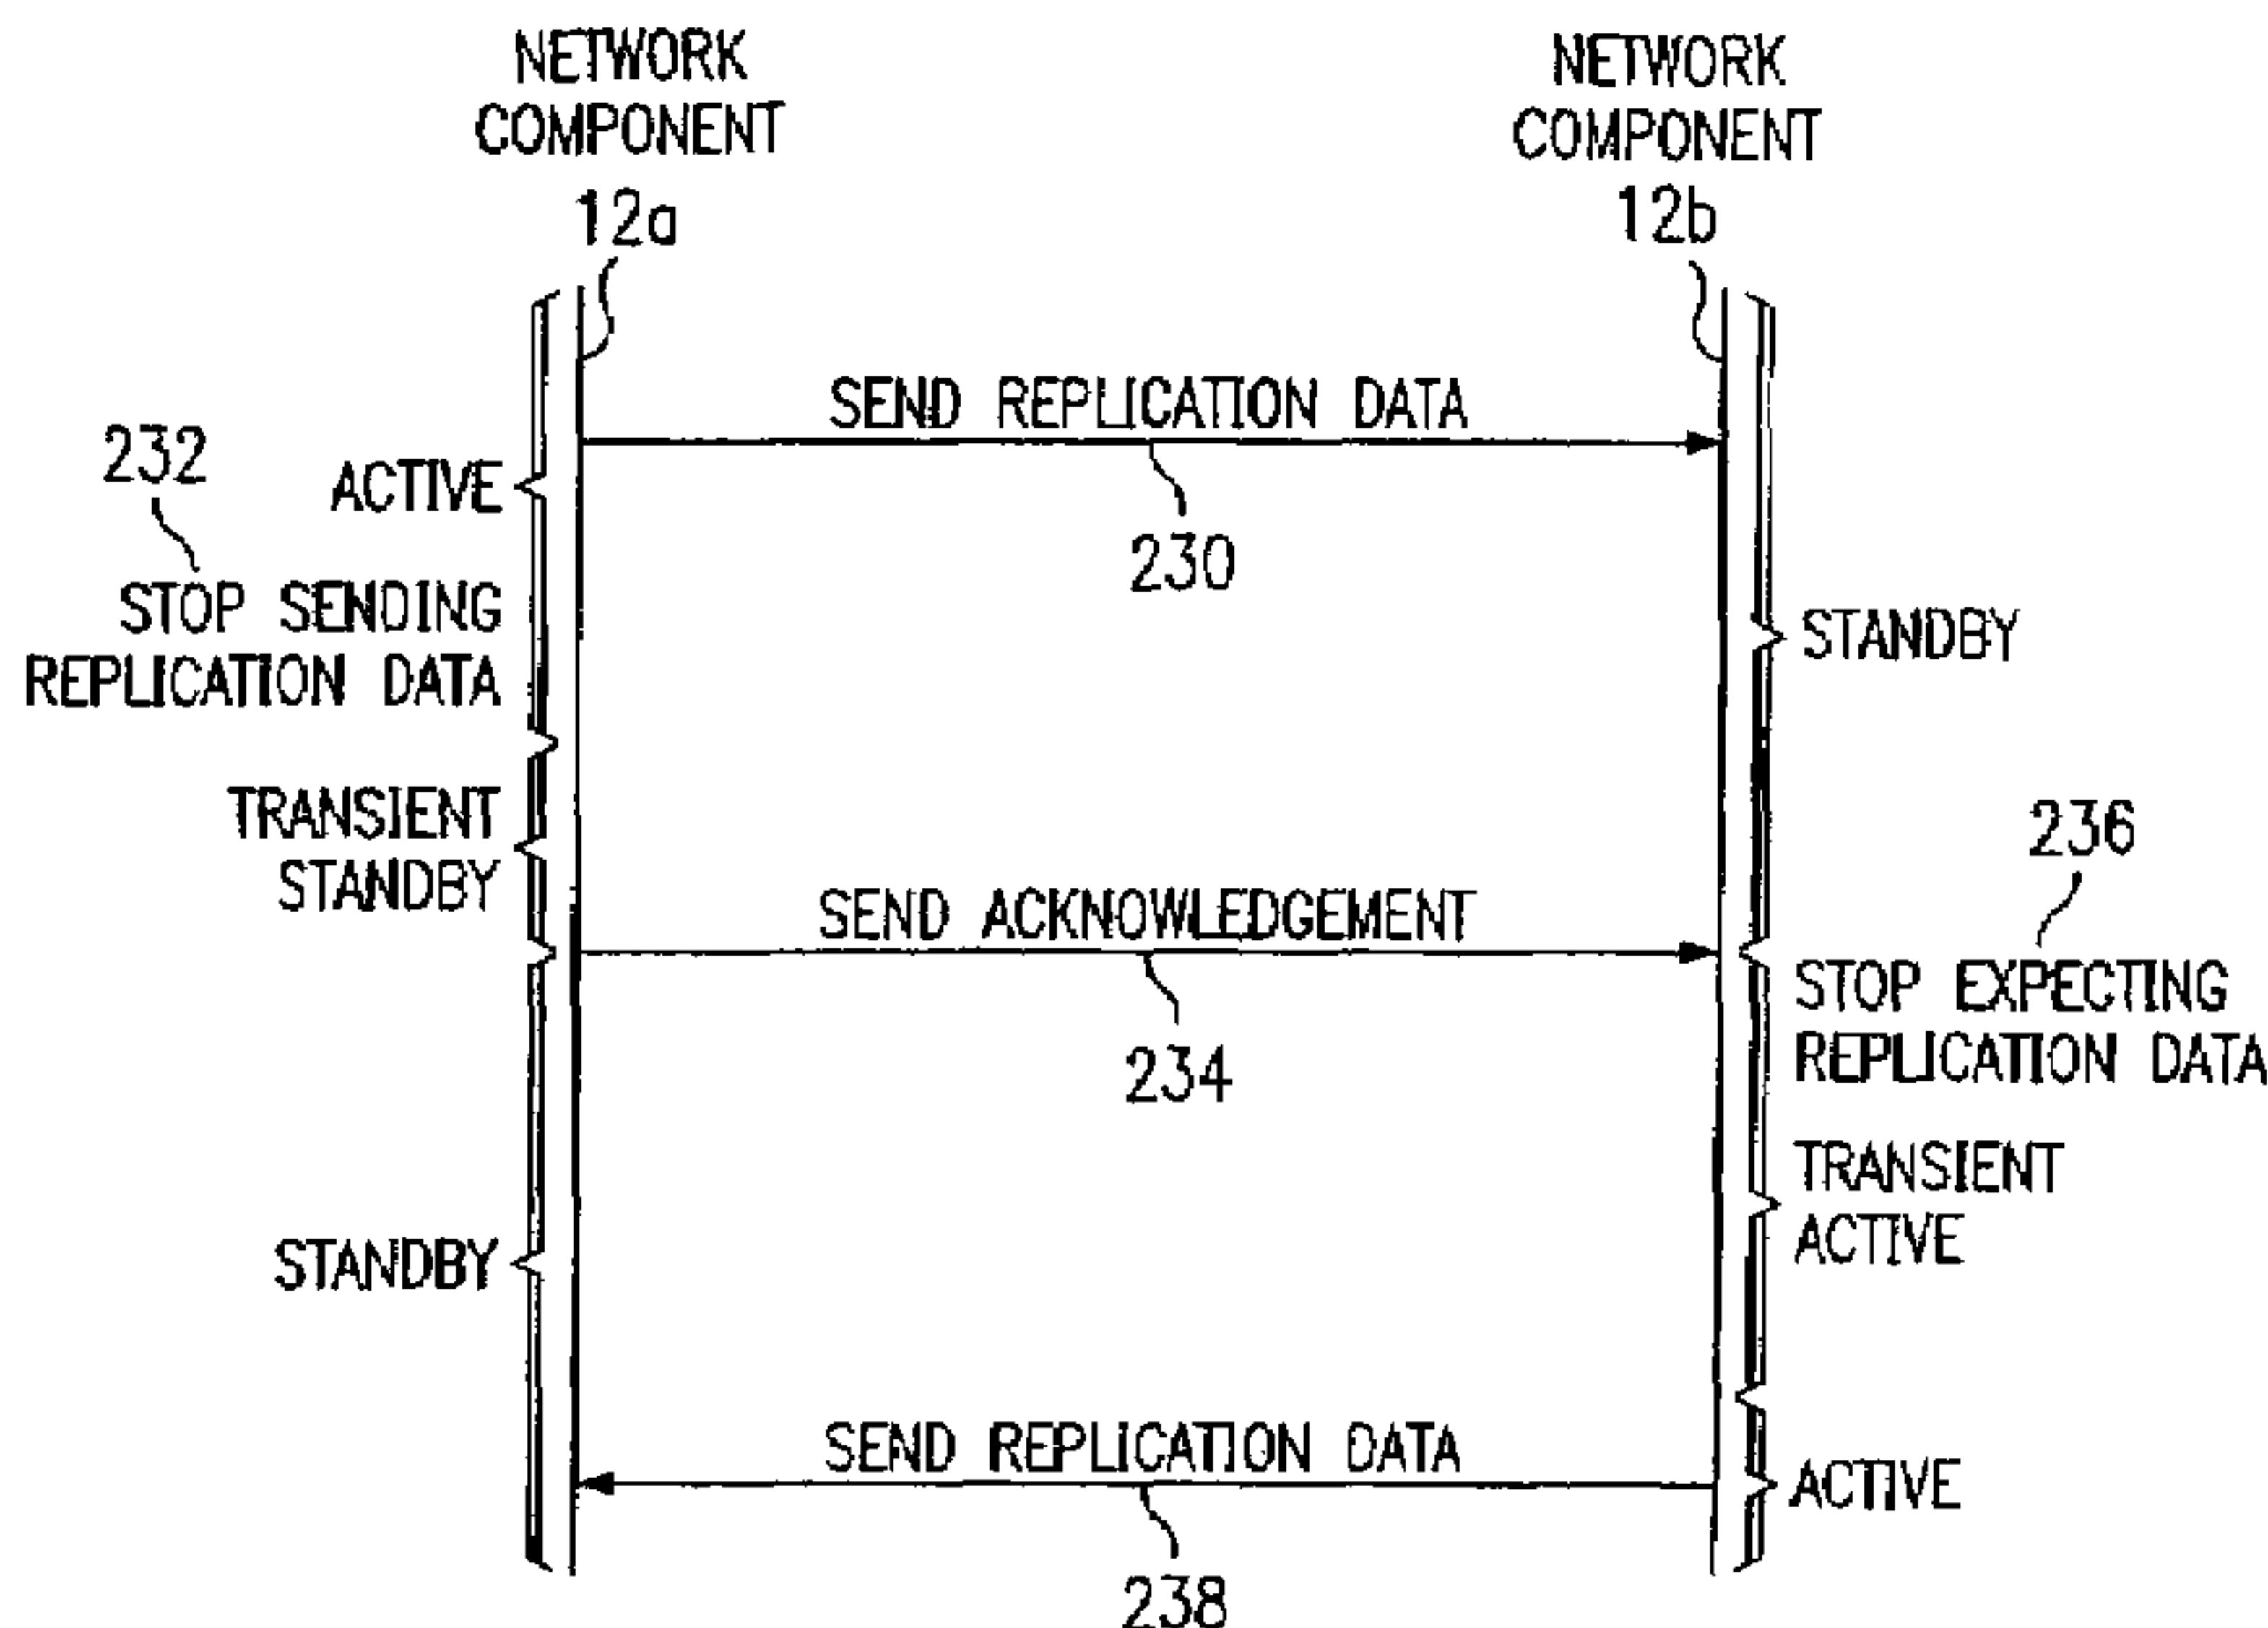 NETWORK
COMPONENT
12a
NETWORK
COMPONENT
12b
SEND REPLICATION DATA
230
232
ACTIVE
STOP SENDING
REPLICATION DATA
STANDBY
TRANSIENT
STANDBY
SEND ACKNOWLEDGEMENT
234
236
STOP EXPECTING
REPLICATION DATA
TRANSIENT
ACTIVE
STANDBY
SEND REPLICATION DATA
238
ACTIVE